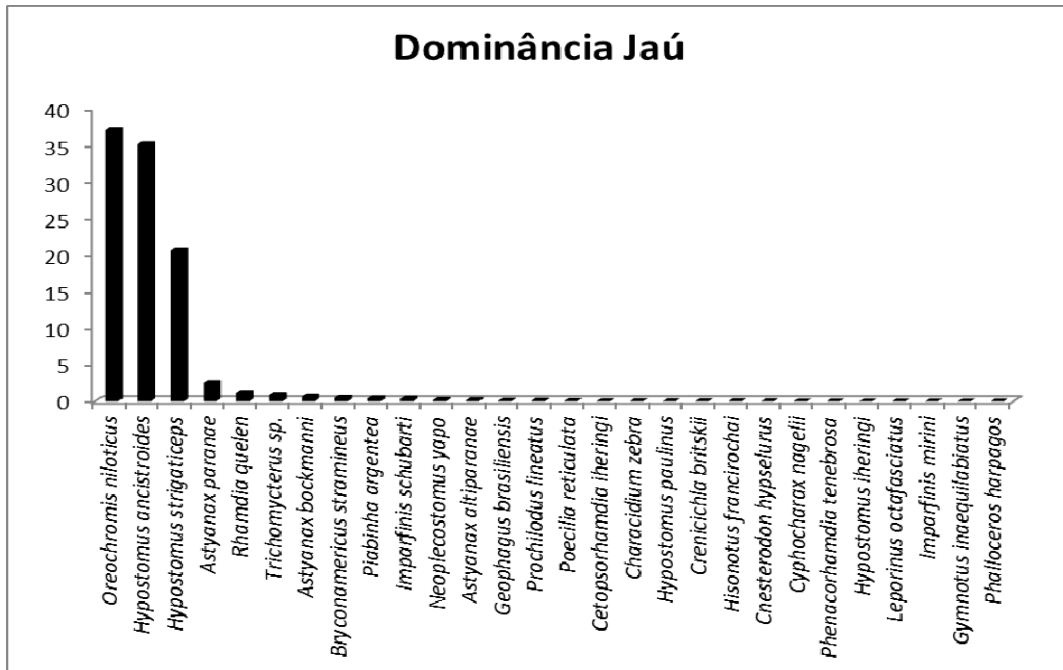 Dominância Jaú
40
35
30
25
20
15
10
5
0
Oreochromis niloticus
Hypostomus ancistroides
Hypostomus strigaticeps
Astyanax paranae
Rhamdia quelen
Trichomycterus sp.
Astyanax bockmanni
Bryconamericus stramineus
Piabinha argentea
Imparfinis schubarti
Neoplecostomus yapo
Astyanax altiparanae
Geophagus brasiliensis
Prochilodus lineatus
Poecilia reticulata
Cetopsorhamdia iheringi
Characidium zebra
Hypostomus paulinus
Crenicichla britskii
Hisonotus francirochai
Cnesterodon hypselurus
Cyphocharax nagelii
Phenacorhamdia tenebrosa
Hypostomus iheringi
Leporinus octafasciatus
Imparfinis mirini
Gymnotus inaequilabiatus
Phalloceros harpagos